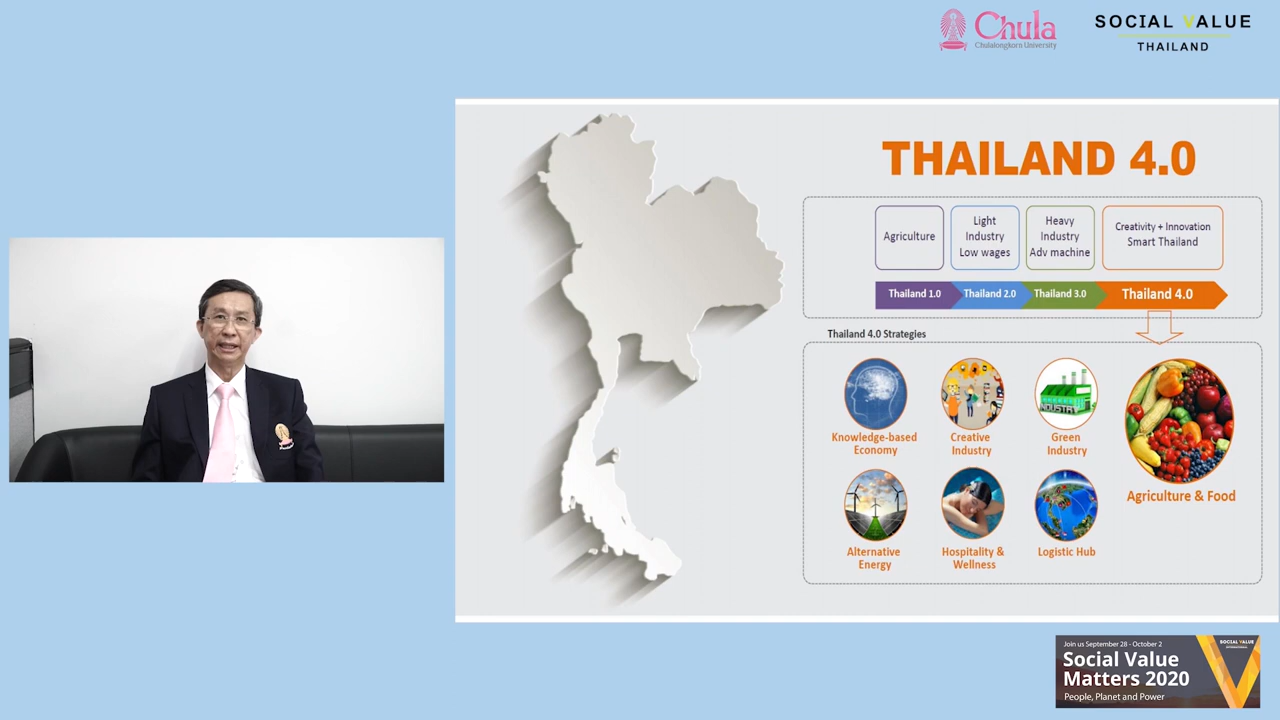 Chula
Chulalongkorn University
SOCIAL VALUE
THAILAND
THAILAND 4.0
Agriculture
Light
Industry
Low wages
Heavy
Industry
Adv machine
Creativity + Innovation
Smart Thailand
Thailand 1.0
Thailand 2.0
Thailand 3.0
Thailand 4.0
Thailand 4.0 Strategies
INDUSTRY
Knowledge-based
Economy
Creative
Industry
Green
Industry
Agriculture & Food
Alternative
Energy
Hospitality &
Wellness
Logistic Hub
Join us September 28 - October 2
Social Value
Matters 2020
People, Planet and Power
SOCIAL VALUE
INTERNATIONAL